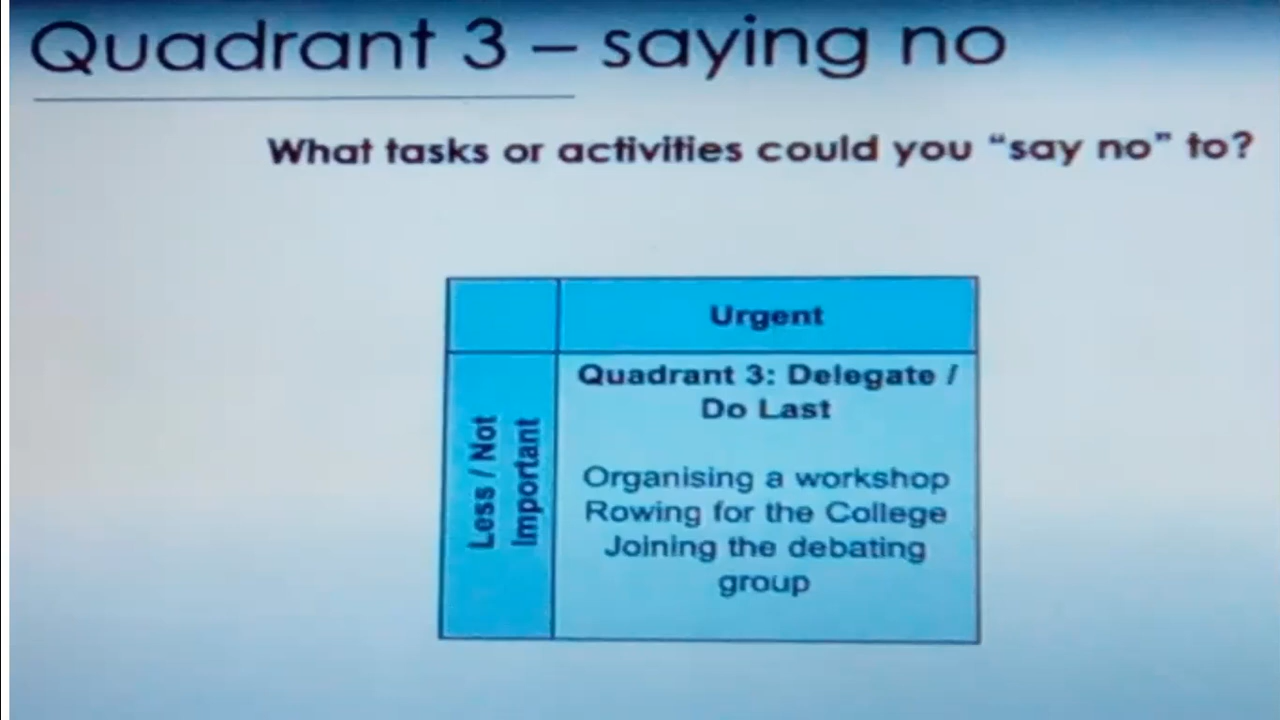 Quadrant 3 – saying no
What tasks or activities could you “say no” to?
Urgent
Less / Not
Important
Quadrant 3: Delegate /
Do Last
Organising a workshop
Rowing for the College
Joining the debating
group